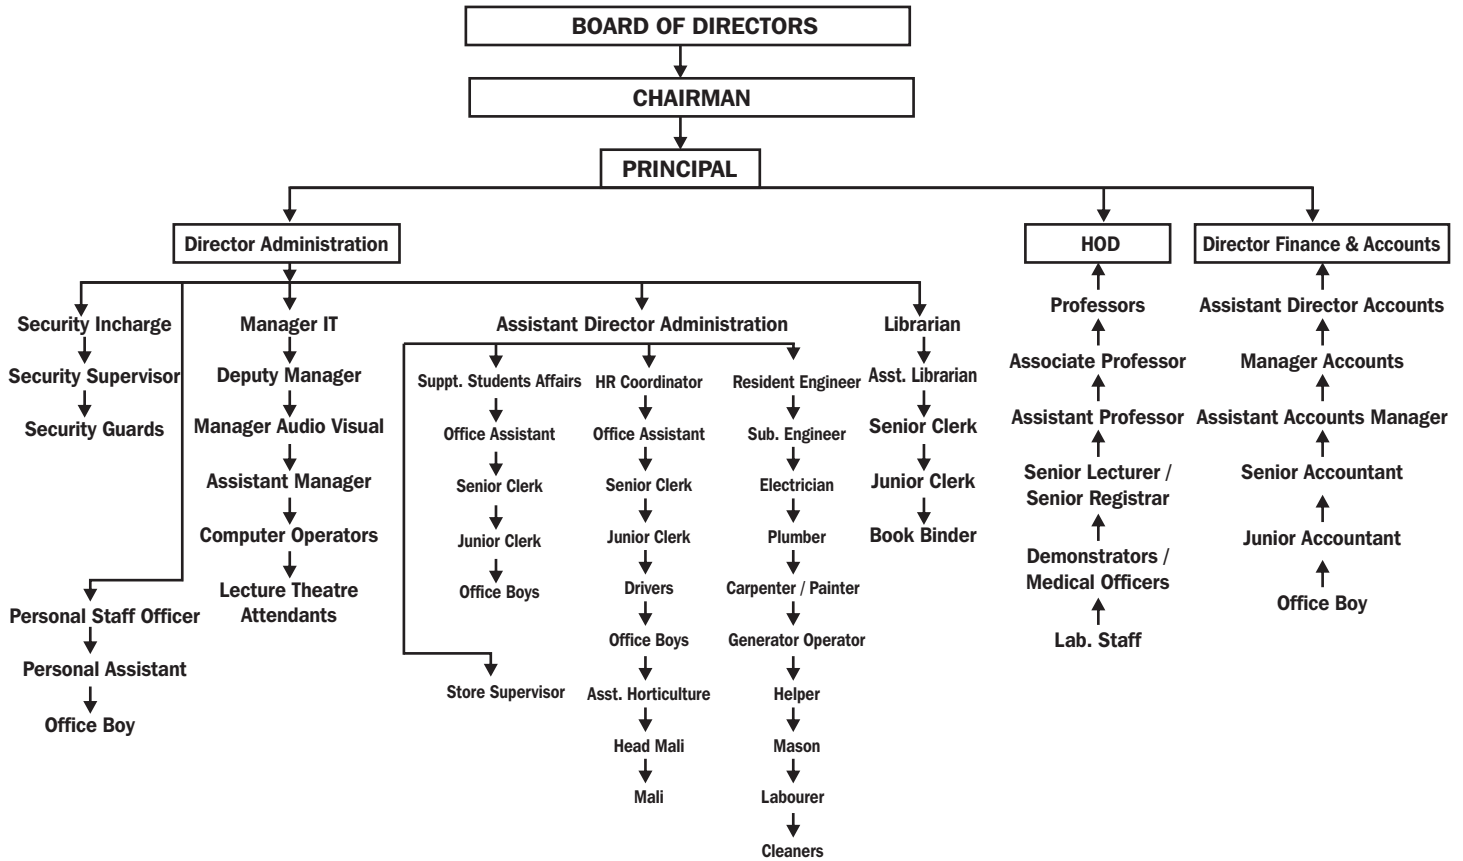 BOARD OF DIRECTORS
CHAIRMAN
PRINCIPAL
Director Administration
HOD
Director Finance & Accounts
Security Incharge
Security Supervisor
Security Guards
Personal Staff Officer
Personal Assistant
Office Boy
Manager IT
Deputy Manager
Manager Audio Visual
Assistant Manager
Computer Operators
Lecture Theatre
Attendants
Assistant Director Administration
Suppt. Students Affairs
Office Assistant
Senior Clerk
Junior Clerk
Office Boys
Store Supervisor
HR Coordinator
Office Assistant
Senior Clerk
Junior Clerk
Drivers
Office Boys
Asst. Horticulture
Head Mali
Mali
Resident Engineer
Sub. Engineer
Electrician
Plumber
Carpenter / Painter
Generator Operator
Helper
Mason
Labourer
Cleaners
Librarian
Asst. Librarian
Senior Clerk
Junior Clerk
Book Binder
Professors
Associate Professor
Assistant Professor
Senior Lecturer /
Senior Registrar
Demonstrators /
Medical Officers
Lab. Staff
Assistant Director Accounts
Manager Accounts
Assistant Accounts Manager
Senior Accountant
Junior Accountant
Office Boy